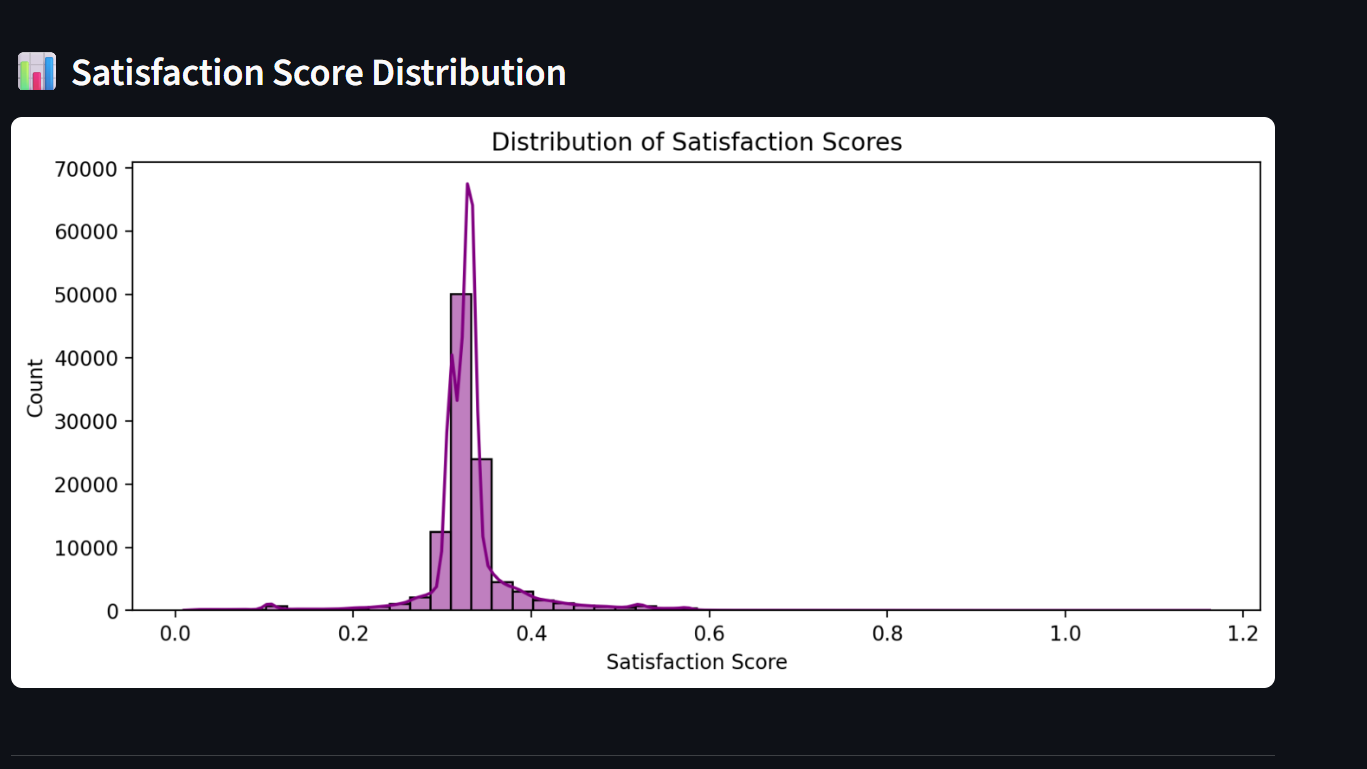 Satisfaction Score Distribution
Distribution of Satisfaction Scores
70000
60000
50000
40000
30000
20000
10000
0
Count
0.0 0.2 0.4 0.6 0.8 1.0 1.2
Satisfaction Score